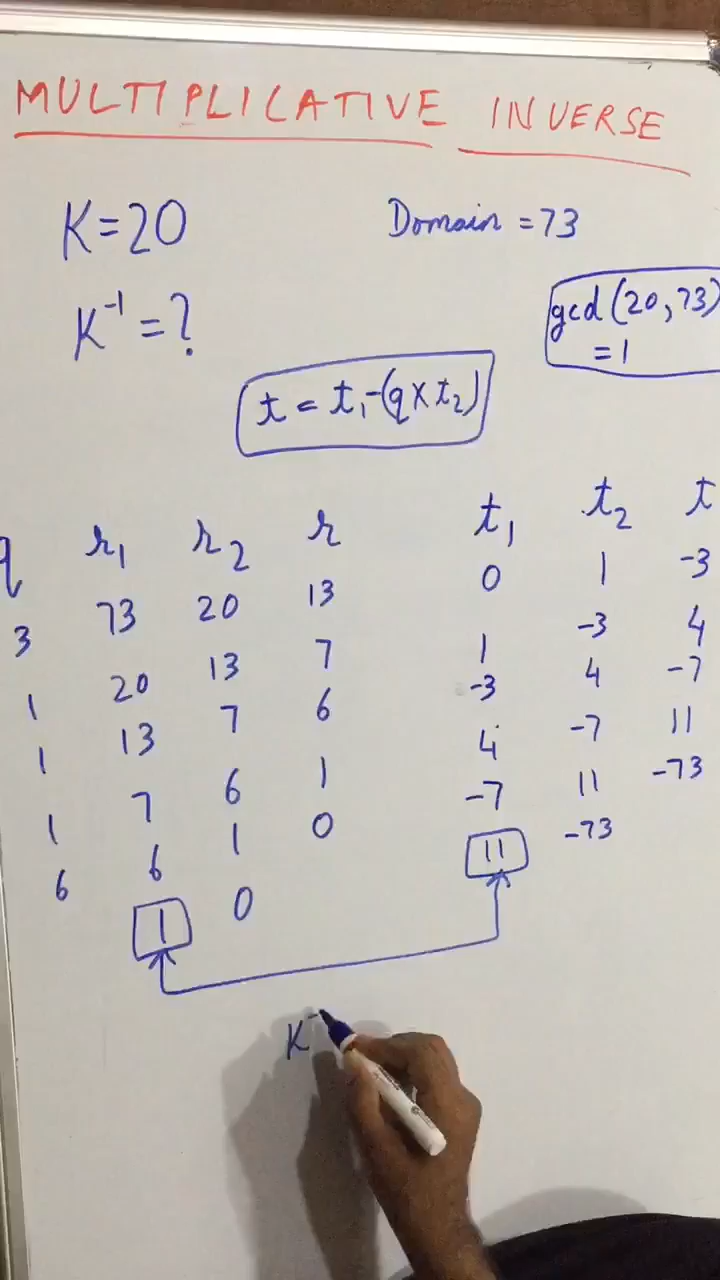 MULTIPLICATIVE INVERSE
K=20 Domain = 73
K⁻¹ = ?
gcd(20,73)
= 1
t = t₁-(q×t₂)
q r₁ r₂ r t₁ t₂ t
3 73 20 13 0 1 -3
1 20 13 7 1 -3 4
1 13 7 6 -3 4 -7
1 7 6 1 4 -7 11
6 6 1 0 -7 11 -73
1 0 11 -73
K⁻